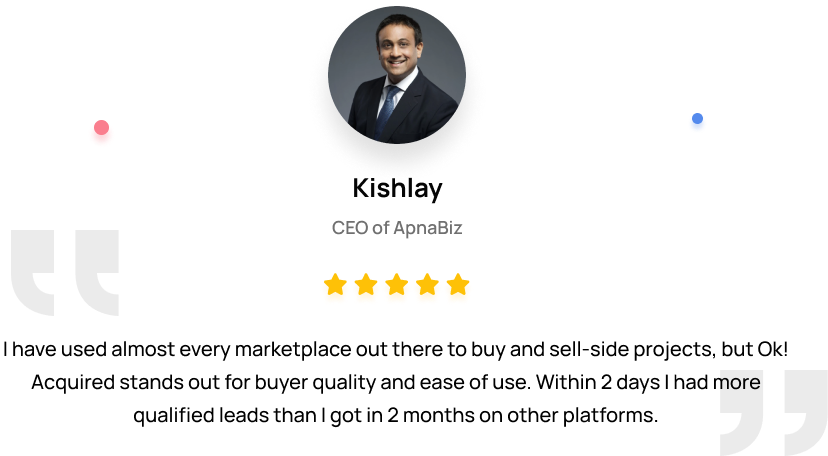 Kishlay
CEO of ApnaBiz
I have used almost every marketplace out there to buy and sell-side projects, but Ok!
Acquired stands out for buyer quality and ease of use. Within 2 days I had more
qualified leads than I got in 2 months on other platforms.